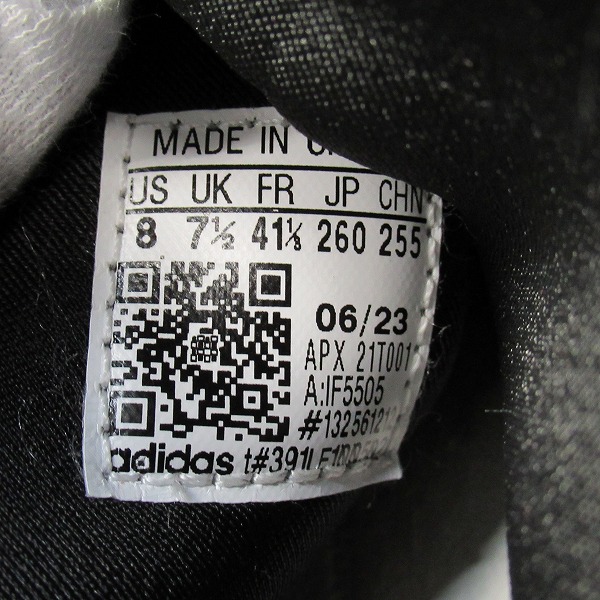 MADE IN
US UK FR JP CHN
8 7½ 41⅓ 260 255
06/23
APX 21T001
A:IF5505
adidas